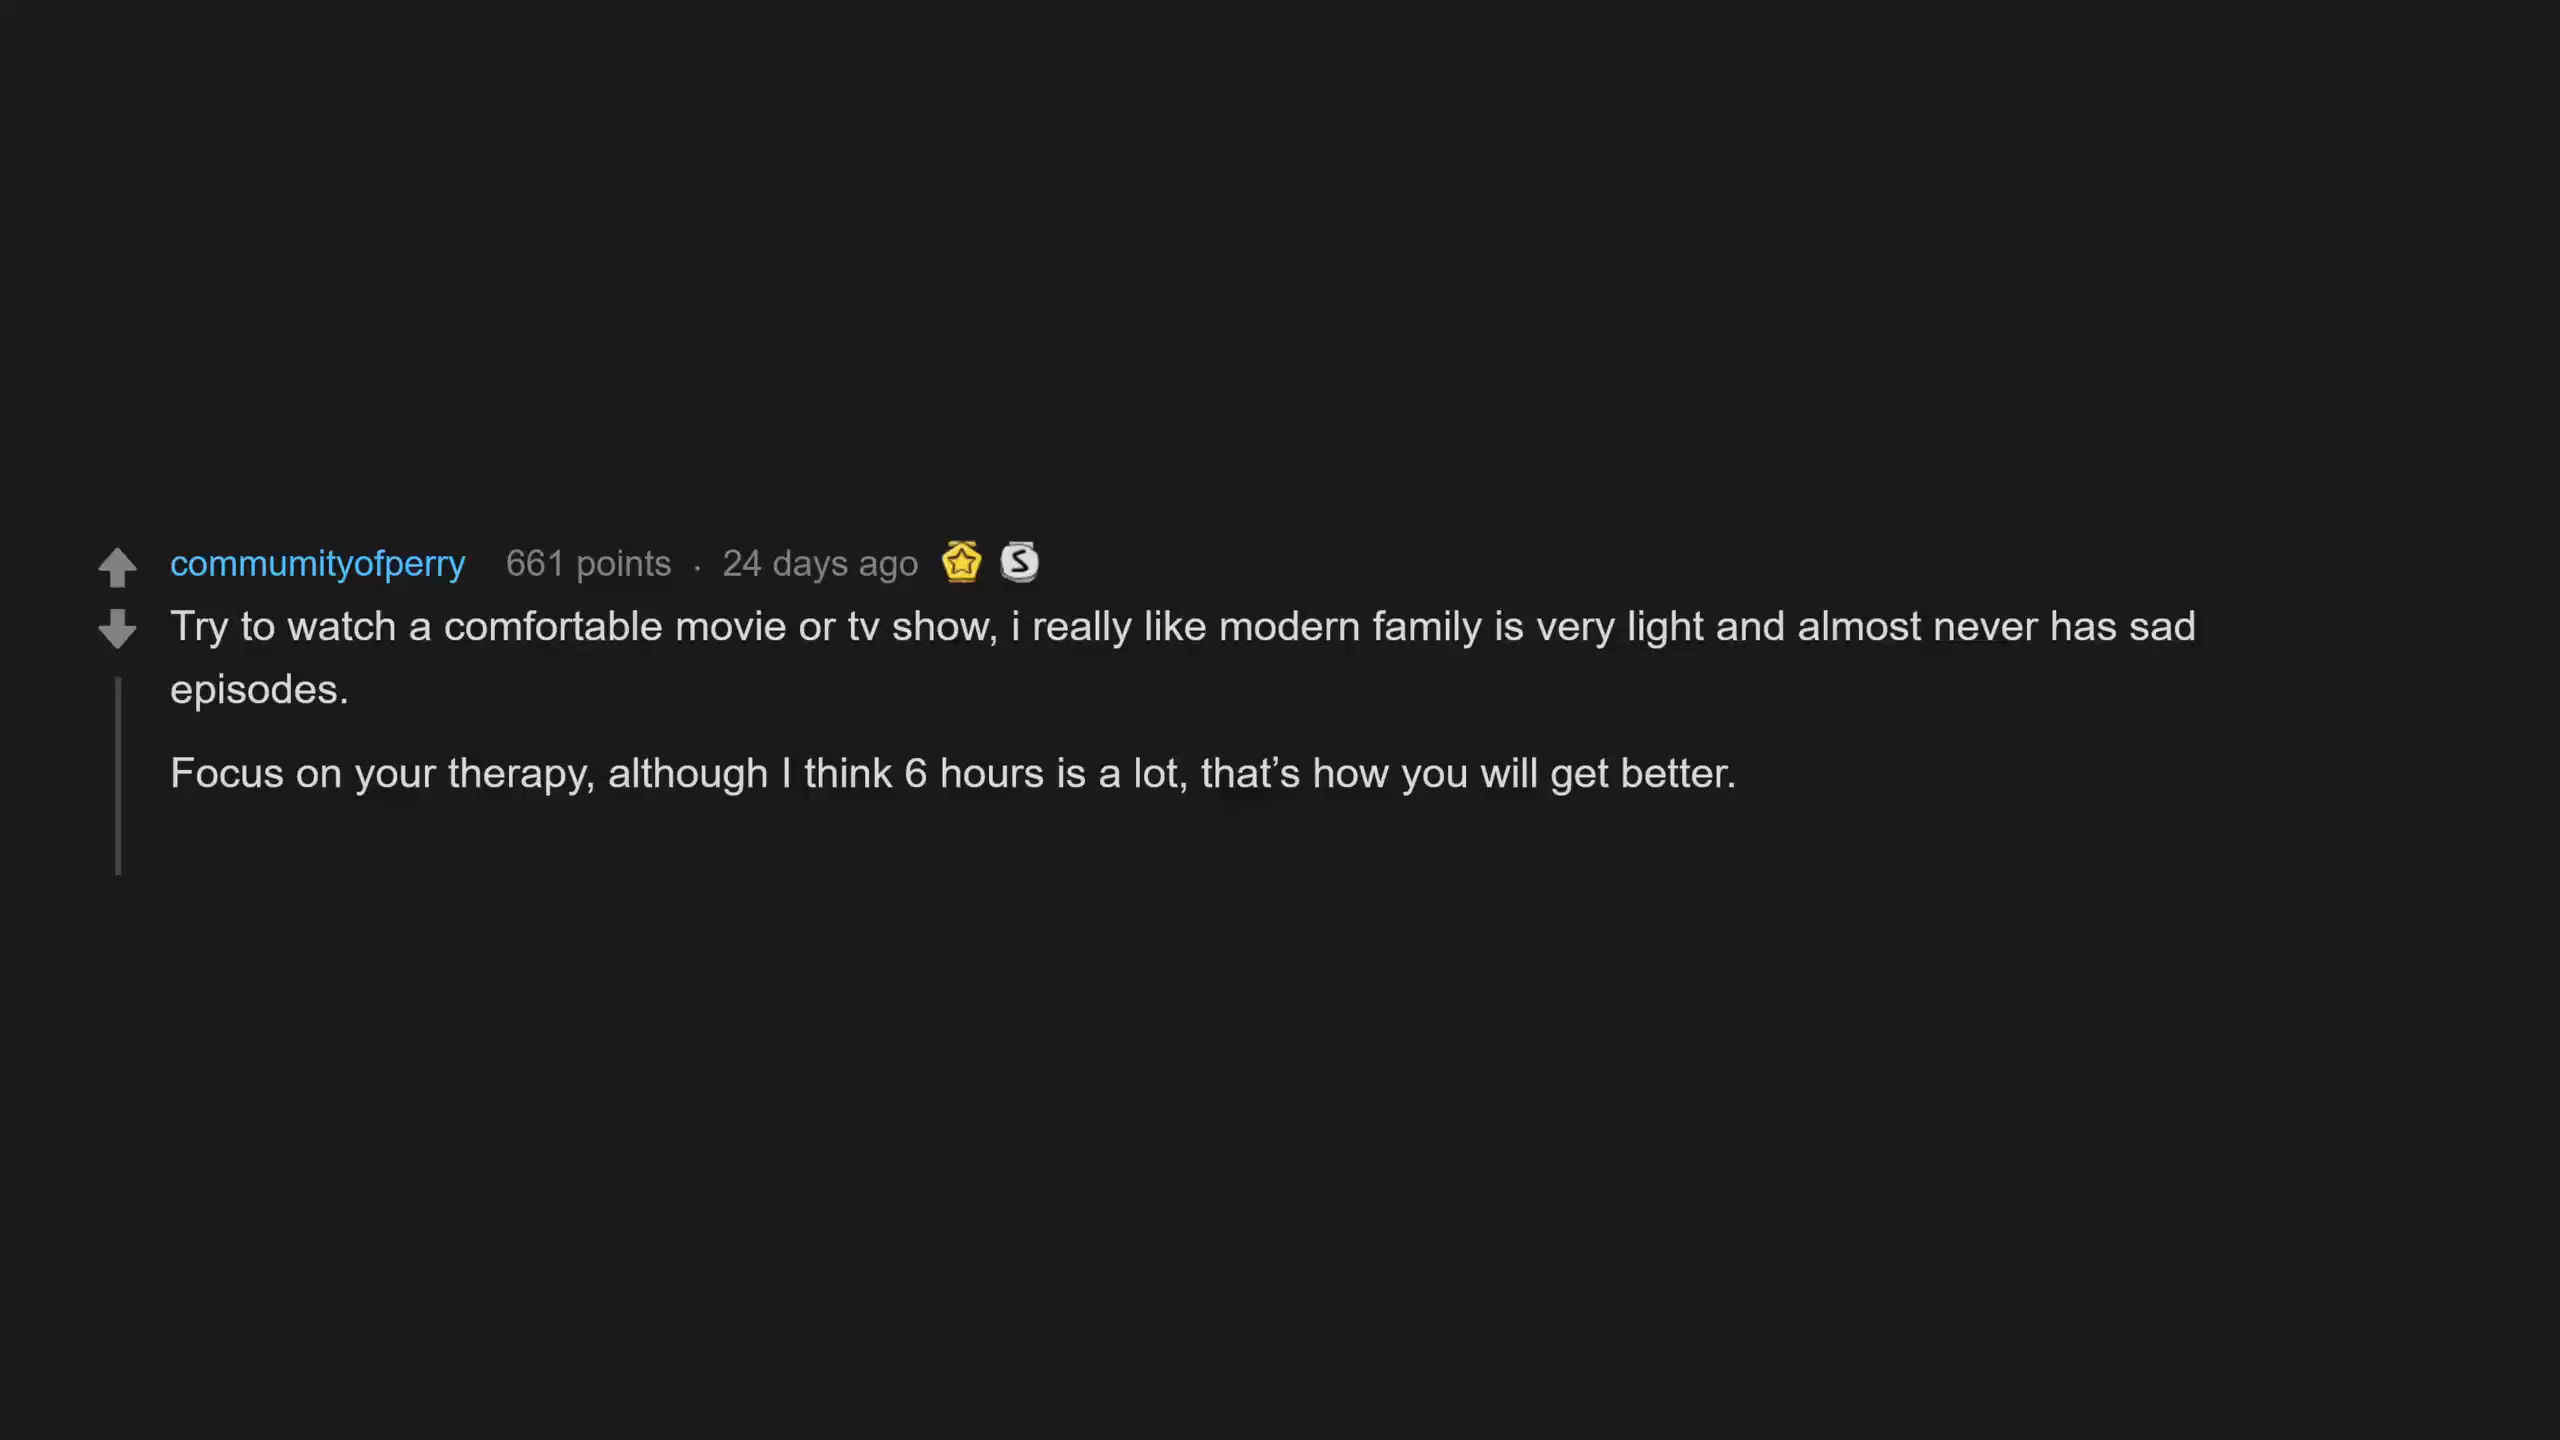 commumityofperry 661 points · 24 days ago S
Try to watch a comfortable movie or tv show, i really like modern family is very light and almost never has sad
episodes.
Focus on your therapy, although I think 6 hours is a lot, that’s how you will get better.